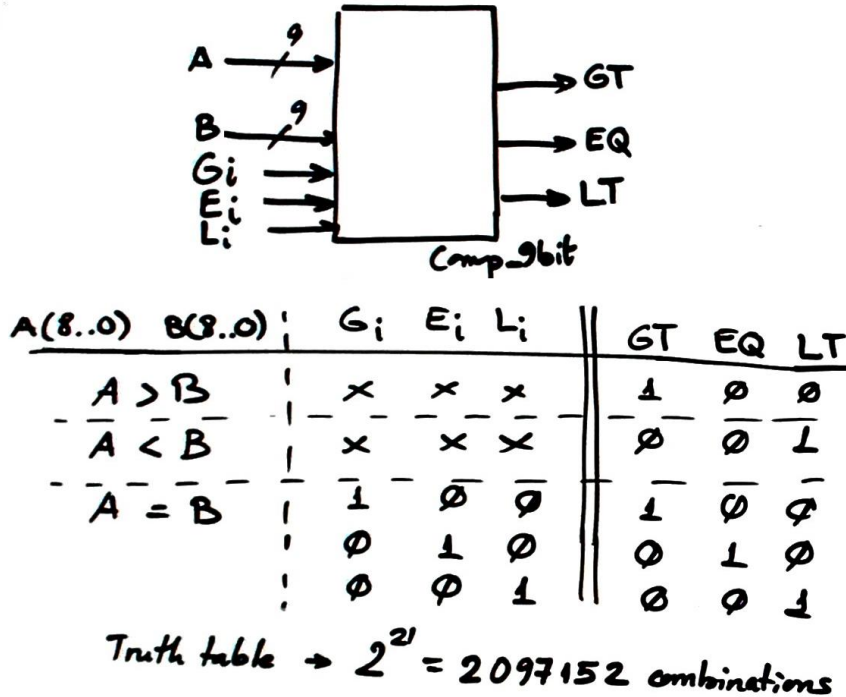 9
A
GT
9
B
EQ
Gi
Ei
LT
Li
Comp_9bit
A(8..0) B(8..0) Gi Ei Li GT EQ LT
A > B x x x 1 Ø Ø
A < B x x x Ø Ø 1
A = B 1 Ø Ø 1 Ø Ø
Ø 1 Ø Ø 1 Ø
Ø Ø 1 Ø Ø 1
Truth table → 2^21 = 2097152 combinations